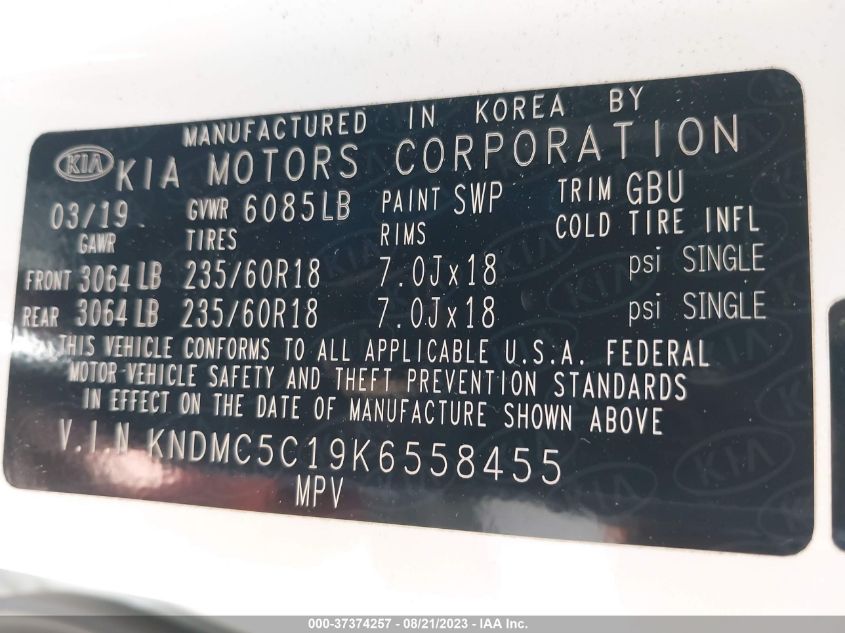 MANUFACTURED IN KOREA BY
KIA KIA MOTORS CORPORATION
03/19 GVWR 6085LB PAINT SWP TRIM GBU
GAWR TIRES RIMS COLD TIRE INFL
FRONT 3064 LB 235/60R18 7.0Jx18 psi SINGLE
REAR 3064 LB 235/60R18 7.0Jx18 psi SINGLE
THIS VEHICLE CONFORMS TO ALL APPLICABLE U.S.A. FEDERAL
MOTOR VEHICLE SAFETY AND THEFT PREVENTION STANDARDS
IN EFFECT ON THE DATE OF MANUFACTURE SHOWN ABOVE
V.I.N KNDMC5C19K6558455
MPV
000-37374257 - 08/21/2023 - IAA Inc.